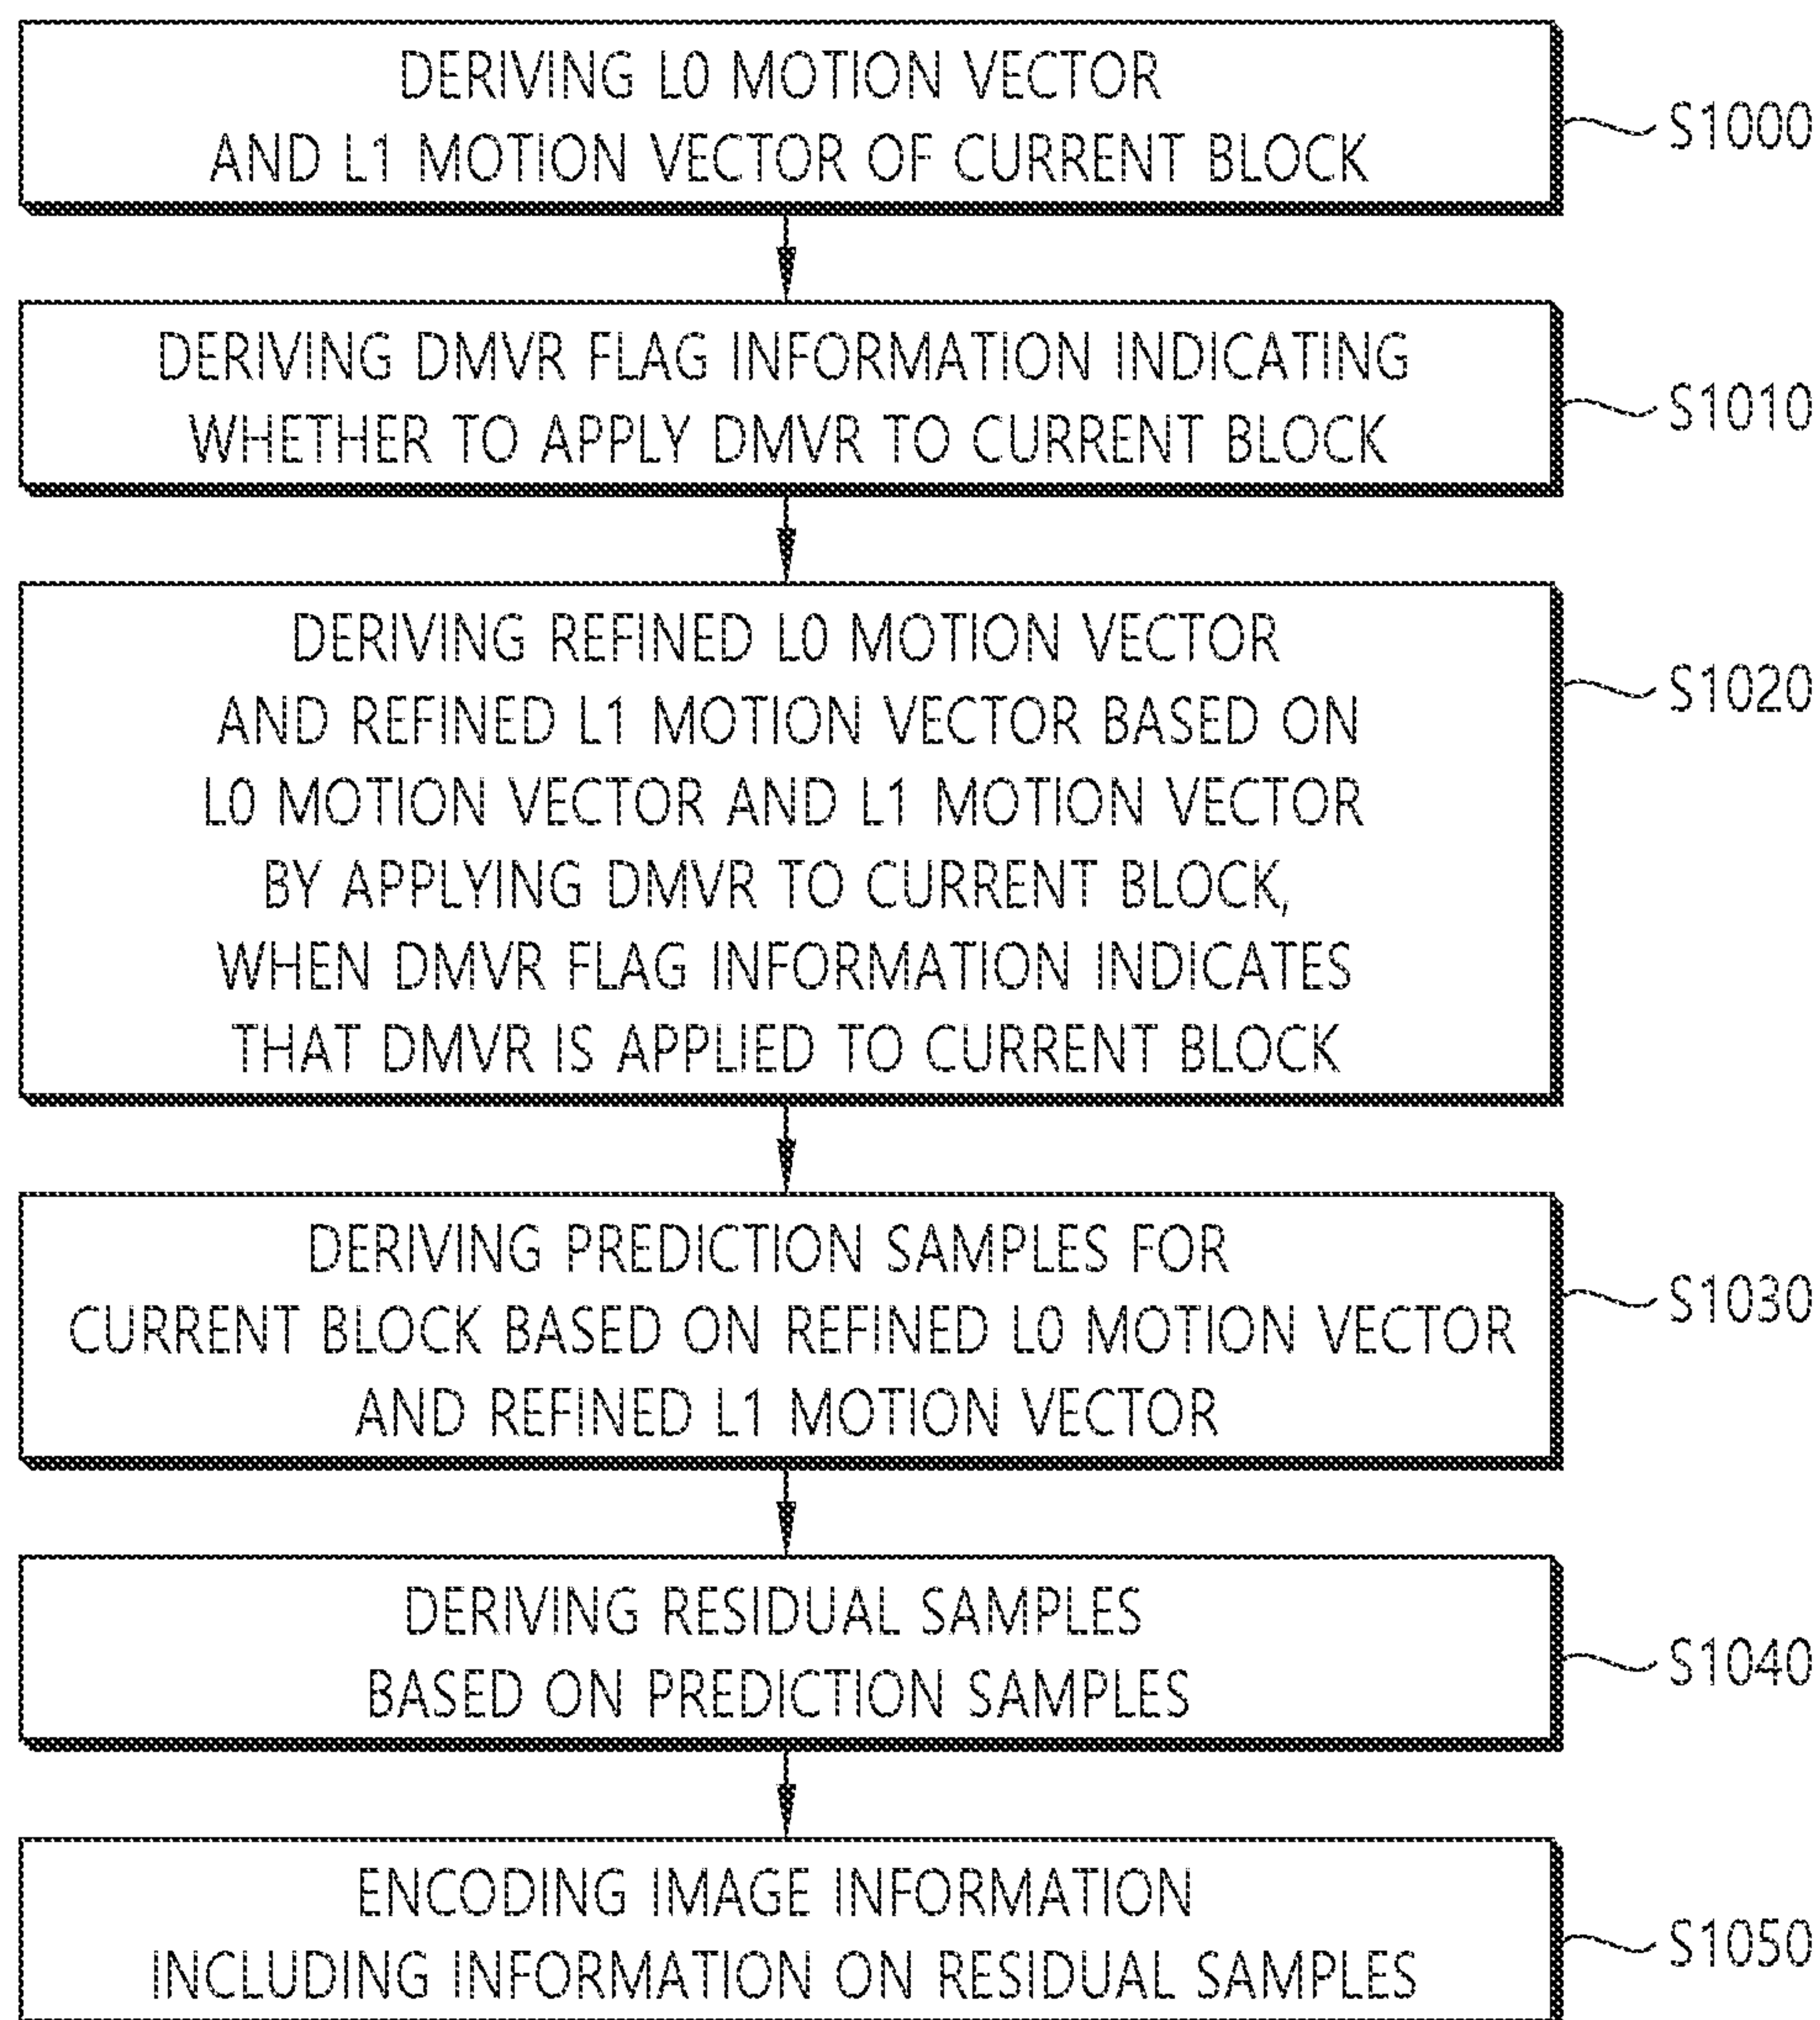 DERIVING L0 MOTION VECTOR
AND L1 MOTION VECTOR OF CURRENT BLOCK
S1000
DERIVING DMVR FLAG INFORMATION INDICATING
WHETHER TO APPLY DMVR TO CURRENT BLOCK
S1010
DERIVING REFINED L0 MOTION VECTOR
AND REFINED L1 MOTION VECTOR BASED ON
L0 MOTION VECTOR AND L1 MOTION VECTOR
BY APPLYING DMVR TO CURRENT BLOCK,
WHEN DMVR FLAG INFORMATION INDICATES
THAT DMVR IS APPLIED TO CURRENT BLOCK
S1020
DERIVING PREDICTION SAMPLES FOR
CURRENT BLOCK BASED ON REFINED L0 MOTION VECTOR
AND REFINED L1 MOTION VECTOR
S1030
DERIVING RESIDUAL SAMPLES
BASED ON PREDICTION SAMPLES
S1040
ENCODING IMAGE INFORMATION
INCLUDING INFORMATION ON RESIDUAL SAMPLES
S1050